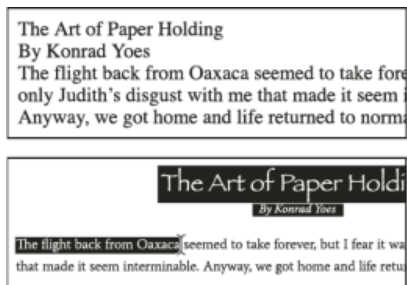 The Art of Paper Holding
By Konrad Yoes
The flight back from Oaxaca seemed to take fore
only Judith's disgust with me that made it seem i
Anyway, we got home and life returned to norma
The Art of Paper Holdi
By Konrad Yoes
The flight back from Oaxaca seemed to take forever, but I fear it wa
that made it seem interminable. Anyway, we got home and life retu